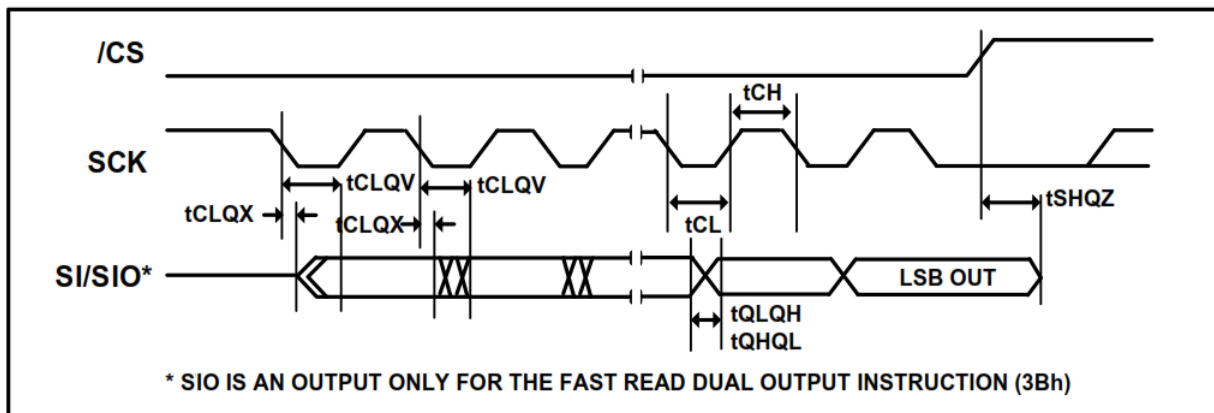 /CS
tCH
SCK
tCLQV tCLQV
tCLQX tCLQX
tCL
tSHQZ
SI/SIO*
LSB OUT
tQLQH
tQHQL
* SIO IS AN OUTPUT ONLY FOR THE FAST READ DUAL OUTPUT INSTRUCTION (3Bh)